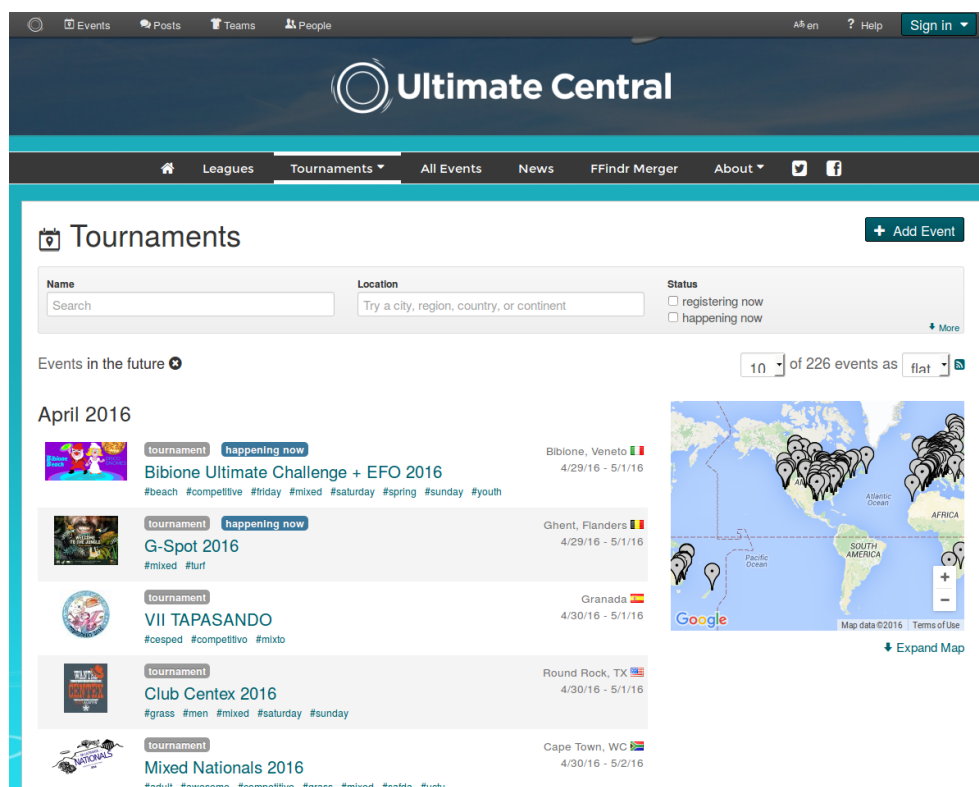 Events Posts Teams People en ? Help Sign in
Ultimate Central
Leagues Tournaments All Events News FFindr Merger About
Tournaments
+ Add Event
Name Location Status
Search Try a city, region, country, or continent registering now
happening now
More
Events in the future 10 of 226 events as flat
April 2016
tournament happening now Bibione, Veneto
Bibione Ultimate Challenge + EFO 2016 4/29/16 - 5/1/16
#beach #competitive #friday #mixed #saturday #spring #sunday #youth
tournament happening now Ghent, Flanders
G-Spot 2016 4/29/16 - 5/1/16
#mixed #turf
tournament Granada
VII TAPASANDO 4/30/16 - 5/1/16
#cesped #competitivo #mixto
tournament Round Rock, TX
Club Centex 2016 4/30/16 - 5/1/16
#grass #men #mixed #saturday #sunday
tournament Cape Town, WC
Mixed Nationals 2016 4/30/16 - 5/2/16
#adult #awesome #competitive #grass #mixed #safda #ucty
Atlantic
Ocean
AFRICA
SOUTH
AMERICA
Pacific
Ocean
+
−
Google Map data ©2016 Terms of Use
Expand Map